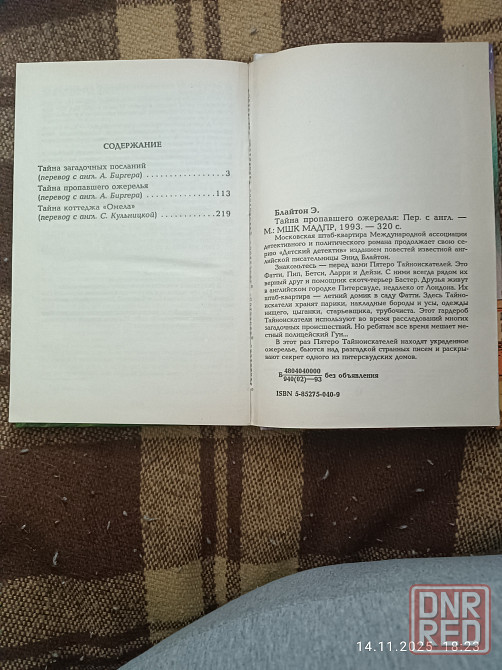 СОДЕРЖАНИЕ
Тайна загадочных посланий
(перевод с англ. А. Биргера) . . . . . . . . . . . . . . . . 3
Тайна пропавшего ожерелья
(перевод с англ. А. Биргера) . . . . . . . . . . . . . . 113
Тайна коттеджа «Омела»
(перевод с англ. С. Кульницкой) . . . . . . . . . . . 219
Блайтон Э.
Тайна пропавшего ожерелья: Пер. с англ. —
М.: МШК МАДПР, 1993. — 320 с.
Московская штаб-квартира Международной ассоциации
детективного и политического романа продолжает свою се-
рию «Детский детектив» изданием повестей известной анг-
лийской писательницы Энид Блайтон.
Знакомьтесь — перед вами Пятеро Тайноискателей. Это
Фатти, Пип, Бетси, Ларри и Дейзи. С ними всегда рядом их
верный друг и помощник скотч-терьер Бастер. Друзья живут
в английском городке Питерсвуде, недалеко от Лондона. Их
штаб-квартира — летний домик в саду Фатти. Здесь Тайно-
искатели хранят парики, накладные бороды и усы, одежды
нищего, цыганки, старьевщика, трубочиста. Этот гардероб
Тайноискатели используют во время расследований многих
загадочных происшествий. Но ребятам все время мешает ме-
стный полицейский Гун...
В этот раз Пятеро Тайноискателей находят украденное
ожерелье, бьются над разгадкой странных писем и раскры-
вают секрет одного из питерсвудских домов.
Б 4804040000
940(02)—93 без объявления
ISBN 5-85275-040-9
DNR
RED
14.11.2025 18:23